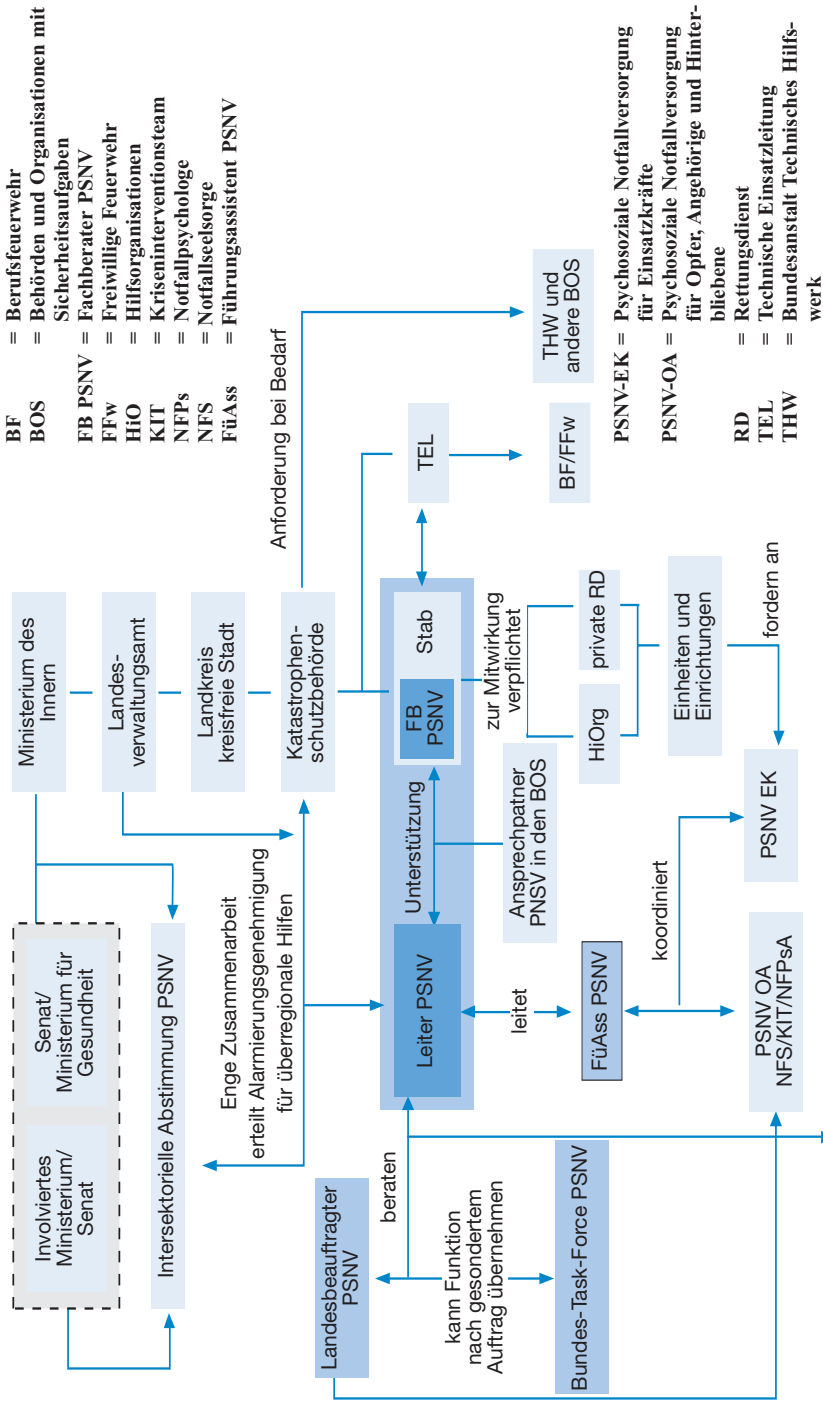 Involviertes
Ministerium/
Senat
Senat/
Ministerium für
Gesundheit
Ministerium des
Innern
Intersektorielle Abstimmung PSNV
Landes-
verwaltungsamt
Landkreis
kreisfreie Stadt
Enge Zusammenarbeit
erteilt Alarmierungsgenehmigung
für überregionale Hilfen
Katastrophen-
schutzbehörde
Anforderung bei Bedarf
Landesbeauftragter
PSNV
beraten
Leiter PSNV
Unterstützung
FB
PSNV
Stab
TEL
THW und
andere BOS
kann Funktion
nach gesondertem
Auftrag übernehmen
leitet
Ansprechpatner
PNSV in den BOS
zur Mitwirkung
verpflichtet
BF/FFw
Bundes-Task-Force PSNV
FüAss PSNV
HiOrg
private RD
koordiniert
Einheiten und
Einrichtungen
fordern an
PSNV OA
NFS/KIT/NFPsA
PSNV EK
BF = Berufsfeuerwehr
BOS = Behörden und Organisationen mit
Sicherheitsaufgaben
FB PSNV = Fachberater PSNV
FFw = Freiwillige Feuerwehr
HiO = Hilfsorganisationen
KIT = Kriseninterventionsteam
NFPs = Notfallpsychologe
NFS = Notfallseelsorge
FüAss = Führungsassistent PSNV
PSNV-EK = Psychosoziale Notfallversorgung
für Einsatzkräfte
PSNV-OA = Psychosoziale Notfallversorgung
für Opfer, Angehörige und Hinter-
bliebene
RD = Rettungsdienst
TEL = Technische Einsatzleitung
THW = Bundesanstalt Technisches Hilfs-
werk